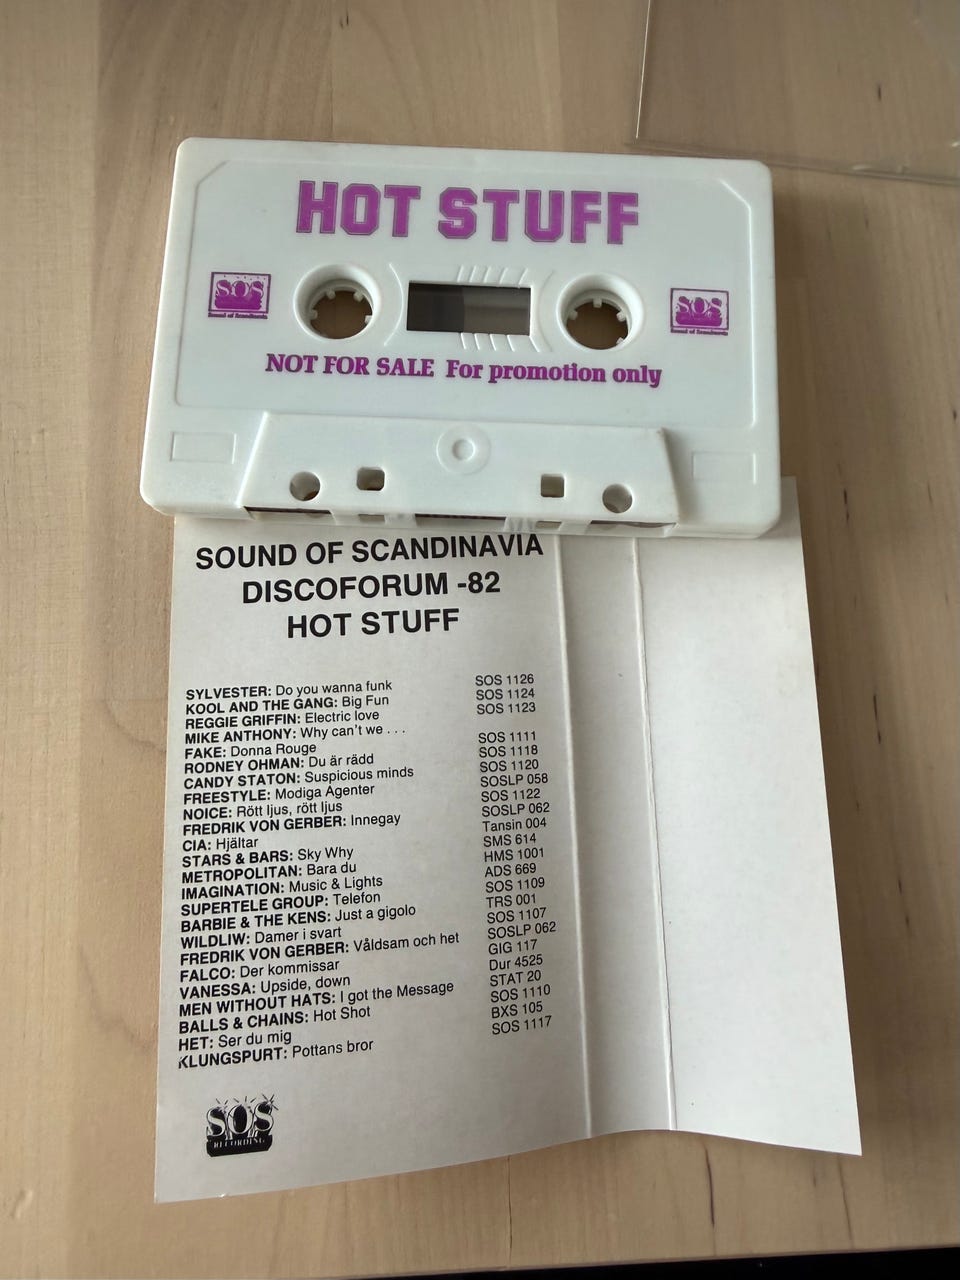 HOT STUFF
SOS
Sound of Scandinavia
SOS
Sound of Scandinavia
NOT FOR SALE For promotion only
SOUND OF SCANDINAVIA
DISCOFORUM -82
HOT STUFF
SYLVESTER: Do you wanna funk SOS 1126
KOOL AND THE GANG: Big Fun SOS 1124
REGGIE GRIFFIN: Electric love SOS 1123
MIKE ANTHONY: Why can't we . . .
FAKE: Donna Rouge SOS 1111
RODNEY OHMAN: Du är rädd SOS 1118
CANDY STATON: Suspicious minds SOS 1120
FREESTYLE: Modiga Agenter SOSLP 058
NOICE: Rött ljus, rött ljus SOS 1122
FREDRIK VON GERBER: Innegay SOSLP 062
CIA: Hjältar Tansin 004
STARS & BARS: Sky Why SMS 614
METROPOLITAN: Bara du HMS 1001
IMAGINATION: Music & Lights ADS 669
SUPERTELE GROUP: Telefon SOS 1109
BARBIE & THE KENS: Just a gigolo TRS 001
WILDLIW: Damer i svart SOS 1107
FREDRIK VON GERBER: Våldsam och het SOSLP 062
FALCO: Der kommissar GIG 117
VANESSA: Upside, down Dur 4525
MEN WITHOUT HATS: I got the Message STAT 20
BALLS & CHAINS: Hot Shot SOS 1110
HET: Ser du mig BXS 105
KLUNGSPURT: Pottans bror SOS 1117
SOS
RECORDING